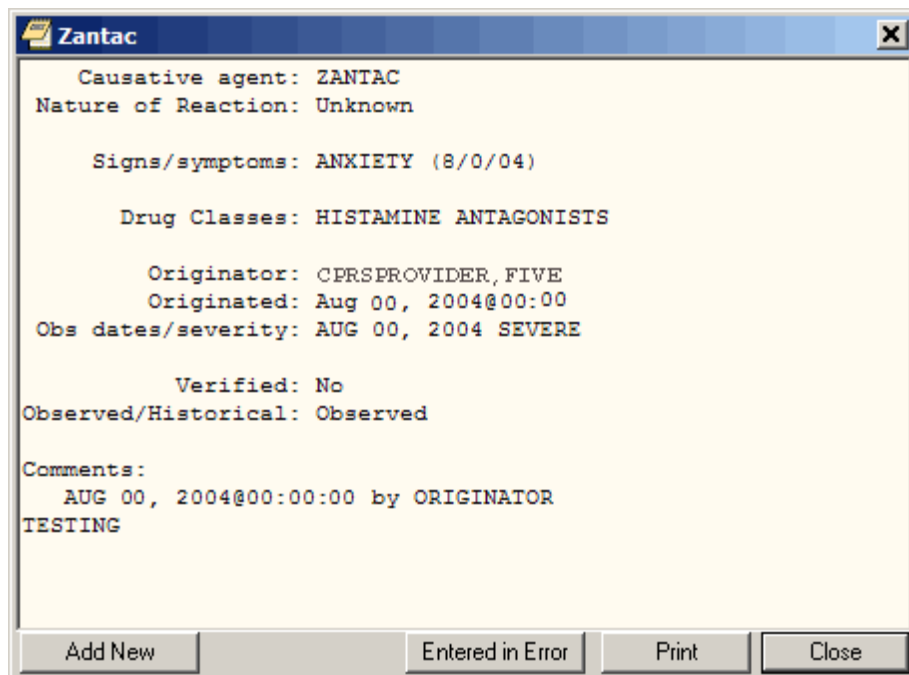 Zantac
Causative agent: ZANTAC
Nature of Reaction: Unknown
Signs/symptoms: ANXIETY (8/0/04)
Drug Classes: HISTAMINE ANTAGONISTS
Originator: CPRSPROVIDER,FIVE
Originated: Aug 00, 2004@00:00
Obs dates/severity: AUG 00, 2004 SEVERE
Verified: No
Observed/Historical: Observed
Comments:
AUG 00, 2004@00:00:00 by ORIGINATOR
TESTING
Add New Entered in Error Print Close